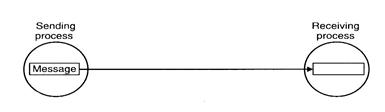 Sending
process
Receiving
process
Message